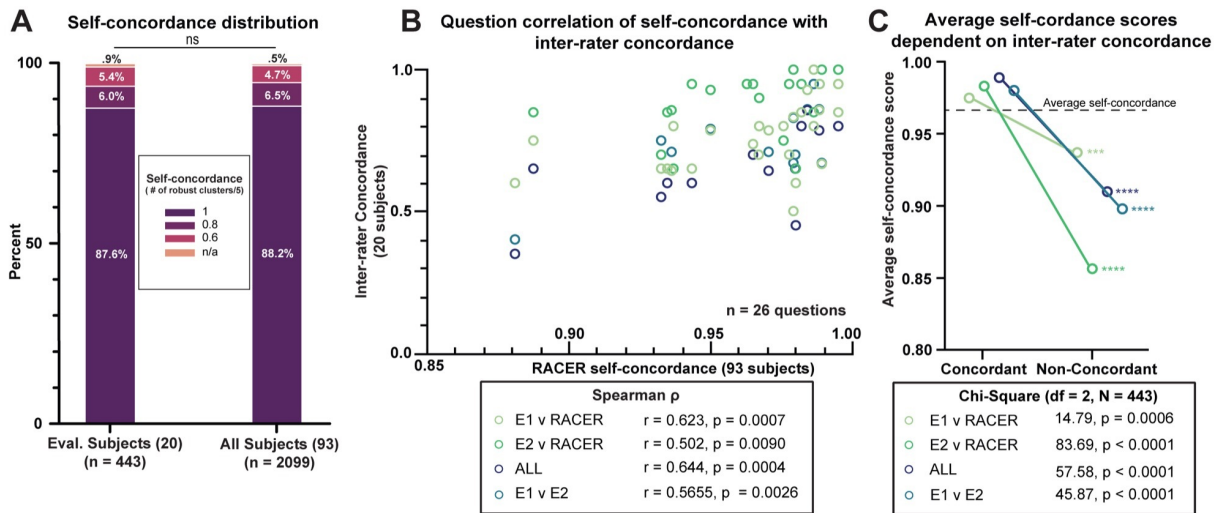 A
Self-concordance distribution
ns
.9%
.5%
5.4%
4.7%
6.0%
6.5%
87.6%
88.2%
Self-concordance
( # of robust clusters/5)
1
0.8
0.6
n/a
Percent
100
50
0
Eval. Subjects (20)
(n = 443)
All Subjects (93)
(n = 2099)
B
Question correlation of self-concordance with
inter-rater concordance
Inter-rater Concordance
(20 subjects)
1.0
0.5
0.0
n = 26 questions
0.85
0.90
0.95
1.00
RACER self-concordance (93 subjects)
Spearman ρ
E1 v RACER r = 0.623, p = 0.0007
E2 v RACER r = 0.502, p = 0.0090
ALL r = 0.644, p = 0.0004
E1 v E2 r = 0.5655, p = 0.0026
C
Average self-cordance scores
dependent on inter-rater concordance
Average self-concordance score
1.00
0.95
0.90
0.85
0.80
Average self-concordance
***
****
****
****
Concordant Non-Concordant
Chi-Square (df = 2, N = 443)
E1 v RACER 14.79, p = 0.0006
E2 v RACER 83.69, p < 0.0001
ALL 57.58, p < 0.0001
E1 v E2 45.87, p < 0.0001